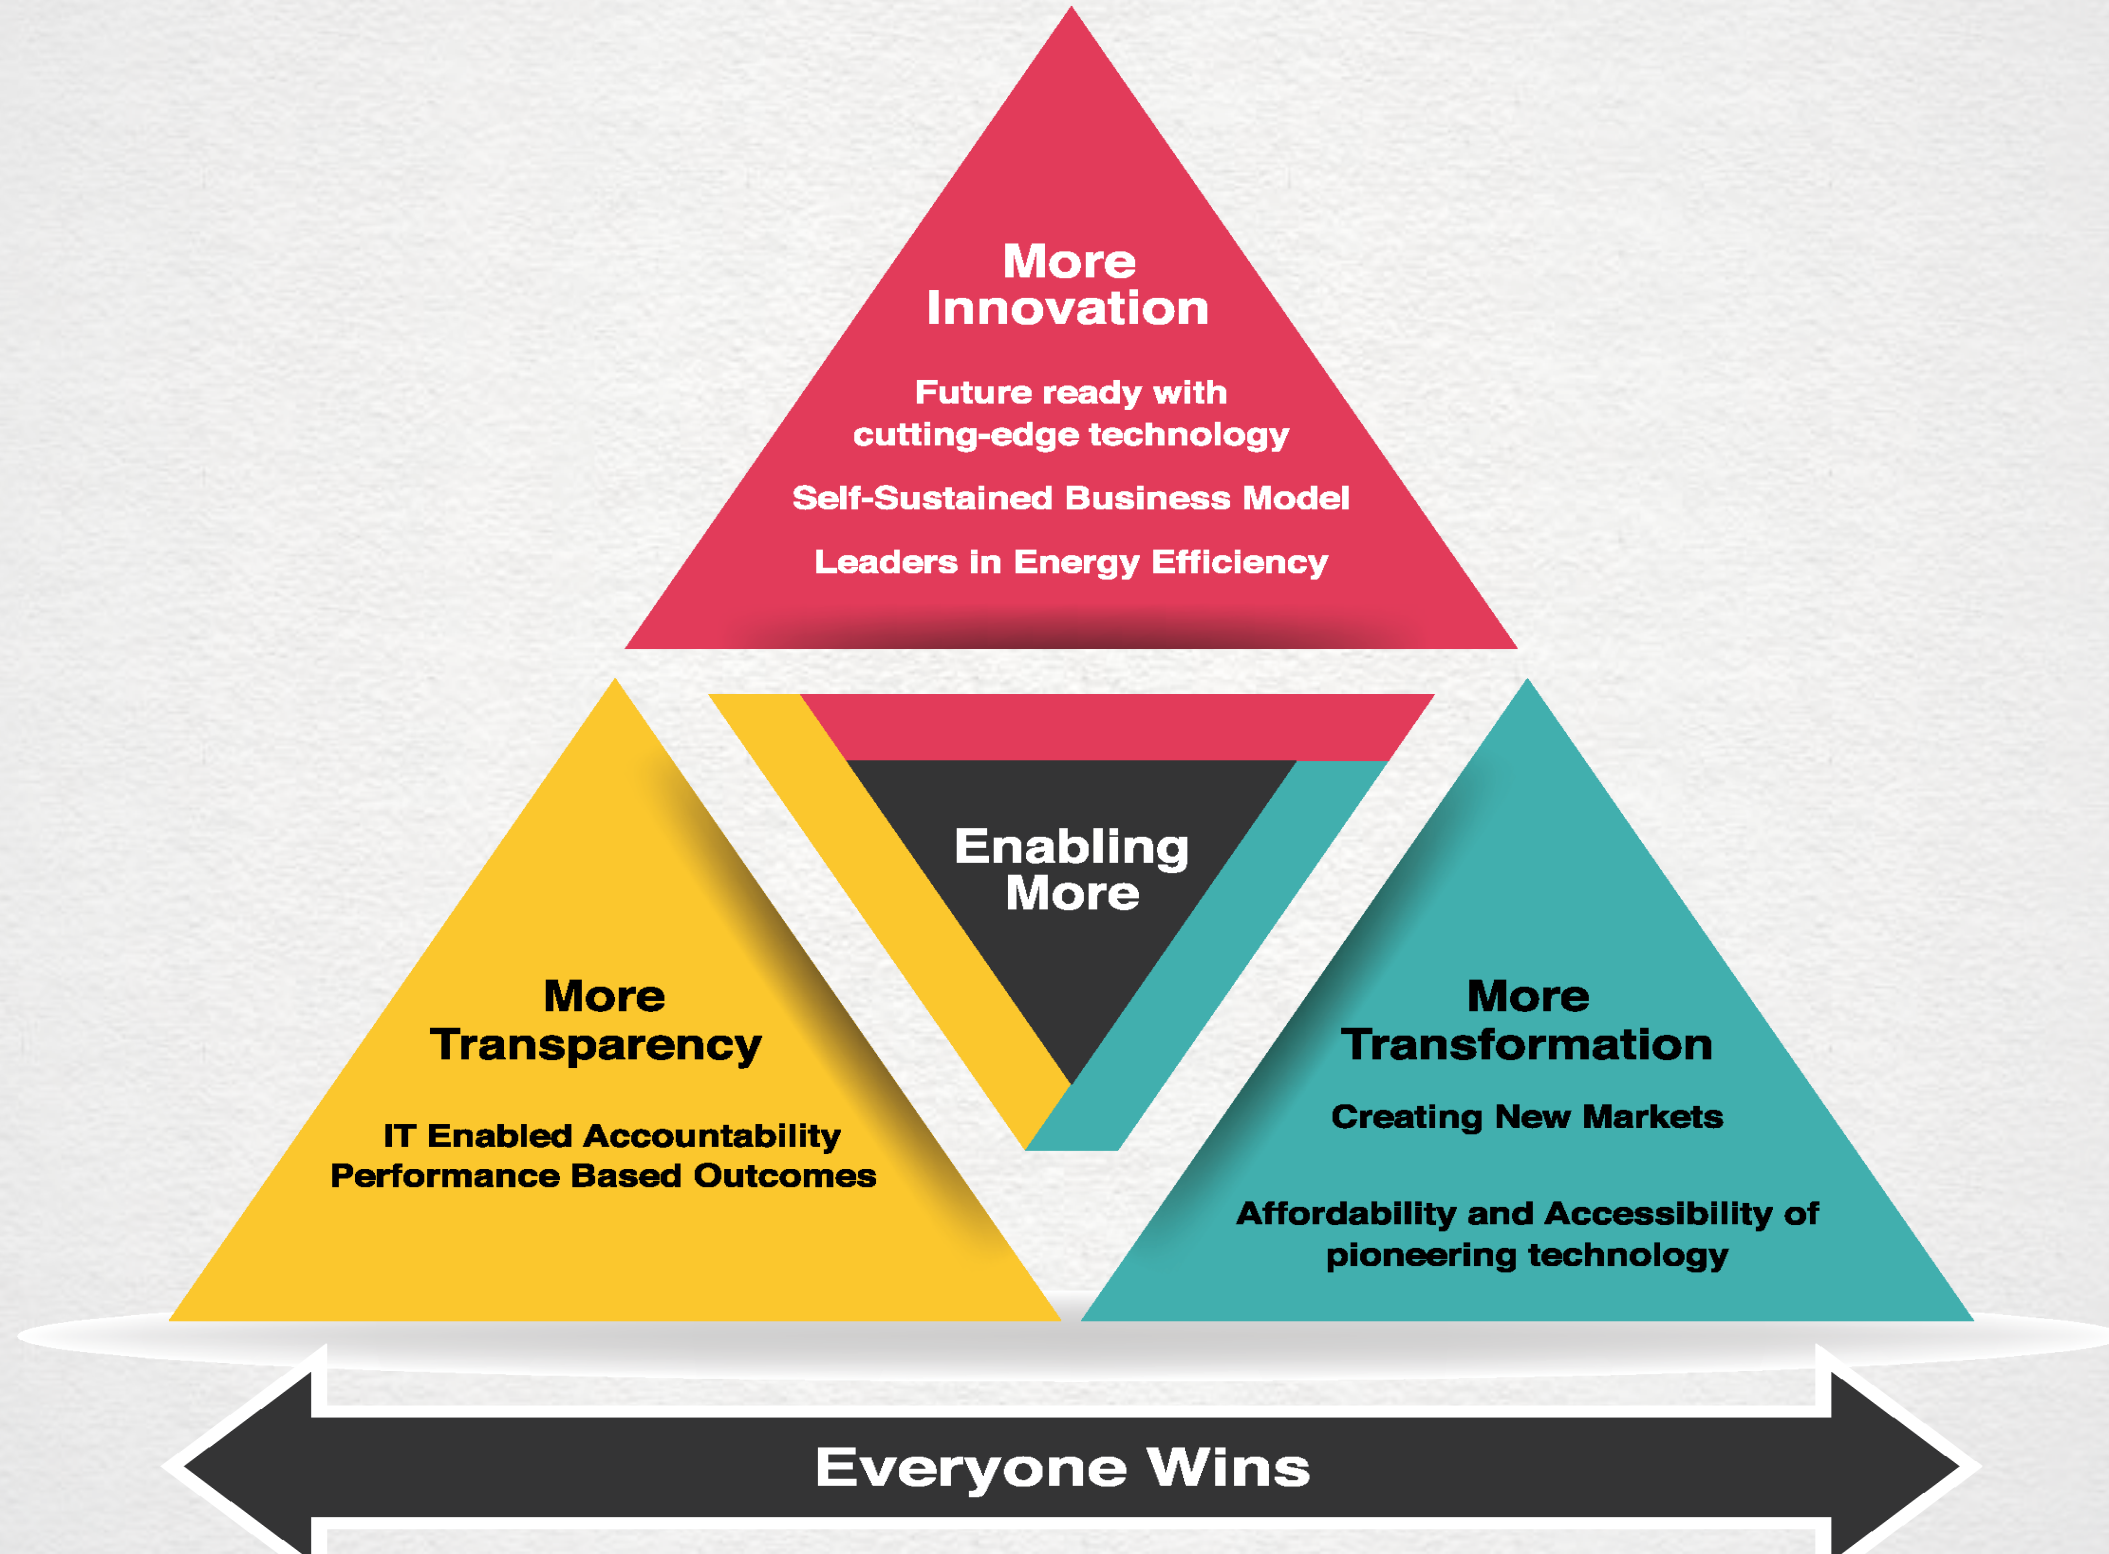 More
Innovation
Future ready with
cutting-edge technology
Self-Sustained Business Model
Leaders in Energy Efficiency
Enabling
More
More
Transparency
IT Enabled Accountability
Performance Based Outcomes
More
Transformation
Creating New Markets
Affordability and Accessibility of
pioneering technology
Everyone Wins